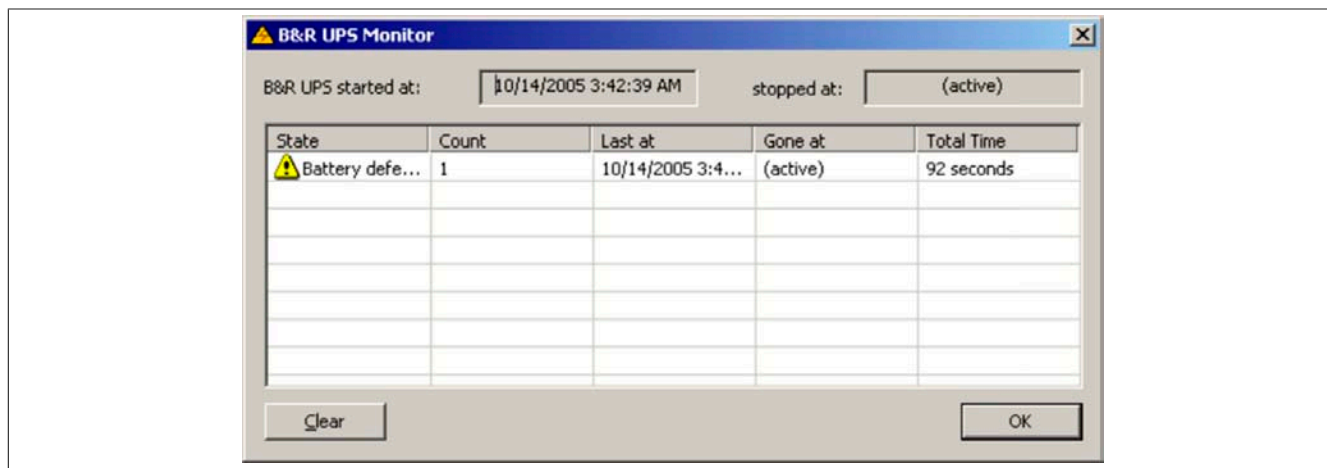 B&R UPS Monitor
B&R UPS started at: 10/14/2005 3:42:39 AM stopped at: (active)
State Count Last at Gone at Total Time
Battery defe... 1 10/14/2005 3:4... (active) 92 seconds
Clear OK